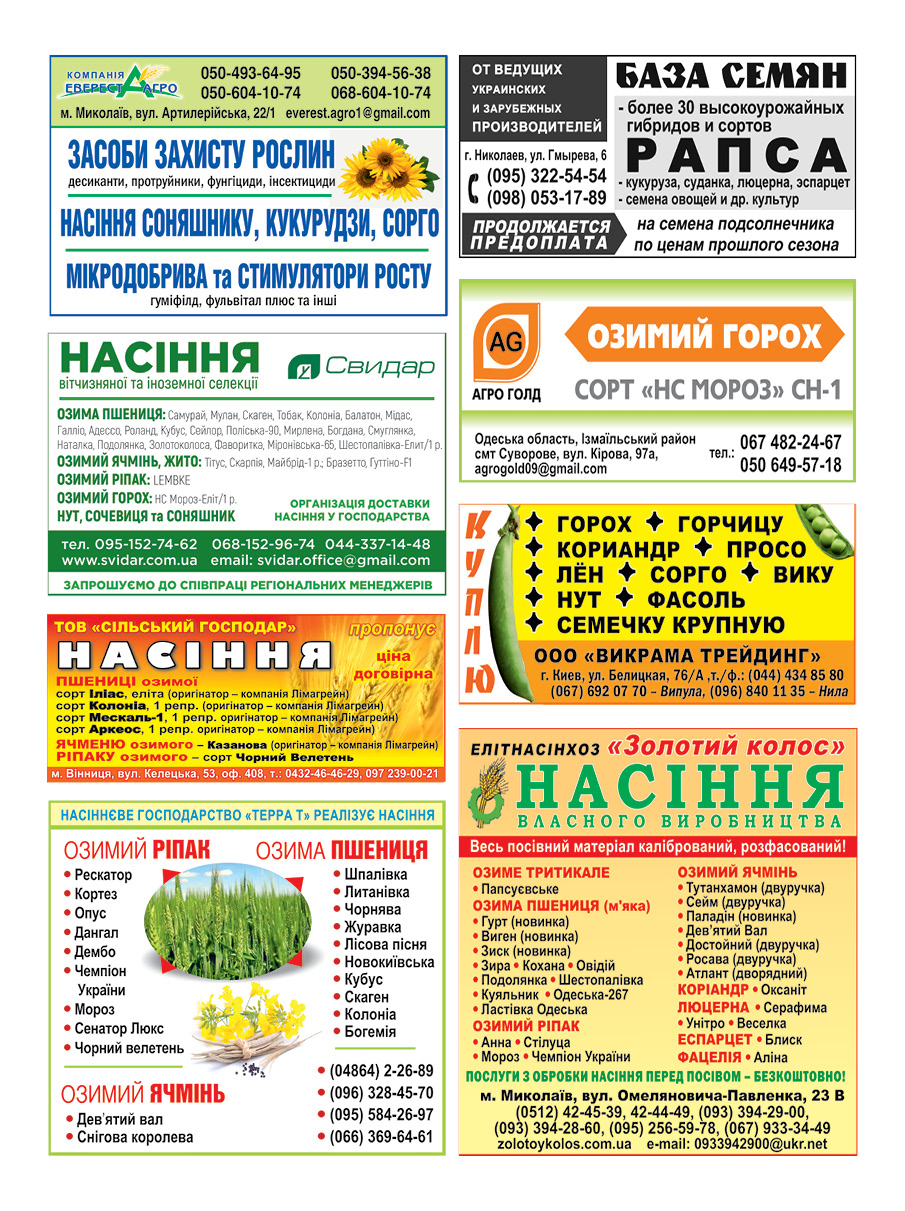 КОМПАНІЯ
ЕВЕРЕСТ АГРО
050-493-64-95 050-394-56-38
050-604-10-74 068-604-10-74
м. Миколаїв, вул. Артилерійська, 22/1 everest.agro1@gmail.com
ЗАСОБИ ЗАХИСТУ РОСЛИН
десиканти, протруйники, фунгіциди, інсектициди
НАСІННЯ СОНЯШНИКУ, КУКУРУДЗИ, СОРГО
МІКРОДОБРИВА та СТИМУЛЯТОРИ РОСТУ
гуміфілд, фульвітал плюс та інші
НАСІННЯ
вітчизняної та іноземної селекції
Свидар
ОЗИМА ПШЕНИЦЯ: Самурай, Мулан, Скаген, Тобак, Колонія, Балатон, Мідас,
Галліо, Адессо, Роланд, Кубус, Сейлор, Поліська-90, Мирлена, Богдана, Смуглянка,
Наталка, Подолянка, Золотоколоса, Фаворитка, Миронівська-65, Шестопалівка-Еліт/1 р.
ОЗИМИЙ ЯЧМІНЬ, ЖИТО: Тітус, Скарпія, Майбрід-1 р.; Бразетто, Гуттіно-F1
ОЗИМИЙ РІПАК: LEMBKE
ОЗИМИЙ ГОРОХ: НС Мороз-Еліт/1 р.
НУТ, СОЧЕВИЦЯ та СОНЯШНИК
ОРГАНІЗАЦІЯ ДОСТАВКИ
НАСІННЯ У ГОСПОДАРСТВА
тел. 095-152-74-62 068-152-96-74 044-337-14-48
www.svidar.com.ua email: svidar.office@gmail.com
ЗАПРОШУЄМО ДО СПІВПРАЦІ РЕГІОНАЛЬНИХ МЕНЕДЖЕРІВ
ТОВ «СІЛЬСЬКИЙ ГОСПОДАР» пропонує
НАСІННЯ
ціна
договірна
ПШЕНИЦІ озимої
сорт Іліас, еліта (оригінатор – компанія Лімагрейн)
сорт Колонія, 1 репр. (оригінатор – компанія Лімагрейн)
сорт Мескаль-1, 1 репр. оригінатор – компанія Лімагрейн)
сорт Аркеос, 1 репр. оригінатор – компанія Лімагрейн)
ЯЧМЕНЮ озимого – Казанова (оригінатор – компанія Лімагрейн)
РІПАКУ озимого – сорт Чорний Велетень
м. Вінниця, вул. Келецька, 53, оф. 408, т.: 0432-46-46-29, 097 239-00-21
НАСІННЄВЕ ГОСПОДАРСТВО «ТЕРРА Т» РЕАЛІЗУЄ НАСІННЯ
ОЗИМИЙ РІПАК
• Рескатор
• Кортез
• Опус
• Дангал
• Дембо
• Чемпіон
України
• Мороз
• Сенатор Люкс
• Чорний велетень
ОЗИМА ПШЕНИЦЯ
• Шпалівка
• Литанівка
• Чорнява
• Журавка
• Лісова пісня
• Новокиївська
• Кубус
• Скаген
• Колонія
• Богемія
ОЗИМИЙ ЯЧМІНЬ
• Дев'ятий вал
• Снігова королева
• (04864) 2-26-89
• (096) 328-45-70
• (095) 584-26-97
• (066) 369-64-61
ОТ ВЕДУЩИХ
УКРАИНСКИХ
И ЗАРУБЕЖНЫХ
ПРОИЗВОДИТЕЛЕЙ
БАЗА СЕМЯН
- более 30 высокоурожайных
гибридов и сортов
РАПСА
- кукуруза, суданка, люцерна, эспарцет
- семена овощей и др. культур
г. Николаев, ул. Гмырева, 6
(095) 322-54-54
(098) 053-17-89
ПРОДОЛЖАЕТСЯ
ПРЕДОПЛАТА
на семена подсолнечника
по ценам прошлого сезона
AG
АГРО ГОЛД
ОЗИМИЙ ГОРОХ
СОРТ «НС МОРОЗ» СН-1
Одеська область, Ізмаїльський район
смт Суворове, вул. Кірова, 97а,
agrogold09@gmail.com
тел.: 067 482-24-67
050 649-57-18
КУПЛЮ
ГОРОХ ✦ ГОРЧИЦУ
КОРИАНДР ✦ ПРОСО
ЛЁН ✦ СОРГО ✦ ВИКУ
НУТ ✦ ФАСОЛЬ
СЕМЕЧКУ КРУПНУЮ
ООО «ВИКРАМА ТРЕЙДИНГ»
г. Киев, ул. Белицкая, 76/А ,т./ф.: (044) 434 85 80
(067) 692 07 70 – Випула, (096) 840 11 35 – Нила
ЕЛІТНАСІНХОЗ «Золотий колос»
НАСІННЯ
ВЛАСНОГО ВИРОБНИЦТВА
Весь посівний матеріал калібрований, розфасований!
ОЗИМЕ ТРИТИКАЛЕ
• Папсуєвське
ОЗИМА ПШЕНИЦЯ (м'яка)
• Гурт (новинка)
• Виген (новинка)
• Зиск (новинка)
• Зира • Кохана • Овідій
• Подолянка • Шестопалівка
• Куяльник • Одеська-267
• Ластівка Одеська
ОЗИМИЙ РІПАК
• Анна • Стілуца
• Мороз • Чемпіон України
ОЗИМИЙ ЯЧМІНЬ
• Тутанхамон (двуручка)
• Сейм (двуручка)
• Паладін (новинка)
• Дев'ятий Вал
• Достойний (двуручка)
• Росава (двуручка)
• Атлант (дворядний)
КОРІАНДР • Оксаніт
ЛЮЦЕРНА • Серафима
• Унітро • Веселка
ЕСПАРЦЕТ • Блиск
ФАЦЕЛІЯ • Аліна
ПОСЛУГИ З ОБРОБКИ НАСІННЯ ПЕРЕД ПОСІВОМ – БЕЗКОШТОВНО!
м. Миколаїв, вул. Омеляновича-Павленка, 23 В
(0512) 42-45-39, 42-44-49, (093) 394-29-00,
(093) 394-28-60, (095) 256-59-78, (067) 933-34-49
zolotoykolos.com.ua e-mail: 0933942900@ukr.net